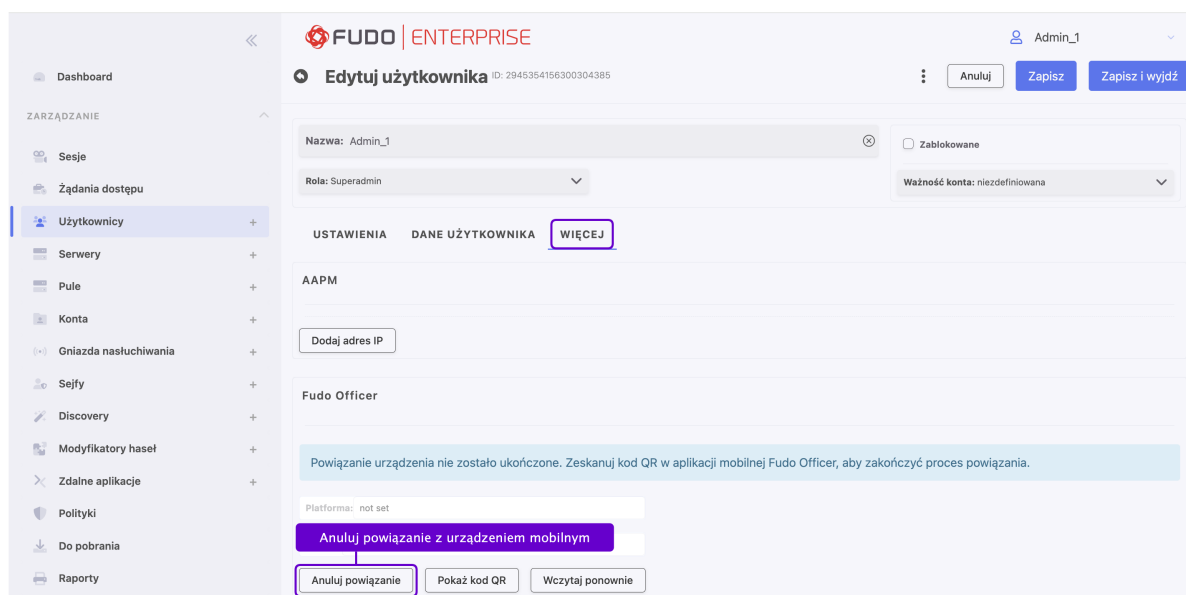 FUDO ENTERPRISE
Admin_1
Dashboard
Edytuj użytkownika ID: 2945354156300304385
Anuluj
Zapisz
Zapisz i wyjdź
ZARZĄDZANIE
Sesje
Żądania dostępu
Użytkownicy
Serwery
Pule
Konta
Gniazda nasłuchiwania
Sejfy
Discovery
Modyfikatory haseł
Zdalne aplikacje
Polityki
Do pobrania
Raporty
Nazwa: Admin_1
Zablokowane
Rola: Superadmin
Ważność konta: niezdefiniowana
USTAWIENIA DANE UŻYTKOWNIKA WIĘCEJ
AAPM
Dodaj adres IP
Fudo Officer
Powiązanie urządzenia nie zostało ukończone. Zeskanuj kod QR w aplikacji mobilnej Fudo Officer, aby zakończyć proces powiązania.
Platforma: not set
Anuluj powiązanie z urządzeniem mobilnym
Anuluj powiązanie
Pokaż kod QR
Wczytaj ponownie